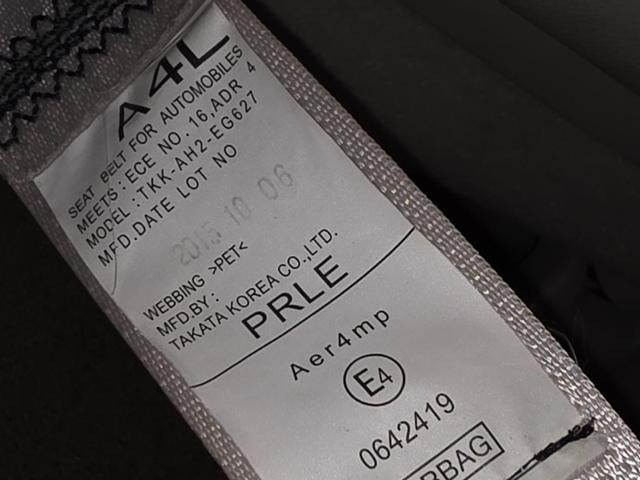 A4L
SEAT BELT FOR AUTOMOBILES
MEETS : ECE NO. 16, ADR 4
MODEL : TKK-AH2-EG627
MFD.DATE LOT NO
2015 10 06
WEBBING >PET<
MFD.BY :
TAKATA KOREA CO.,LTD.
PRLE
Aer4mp
E4
0642419
RBAG